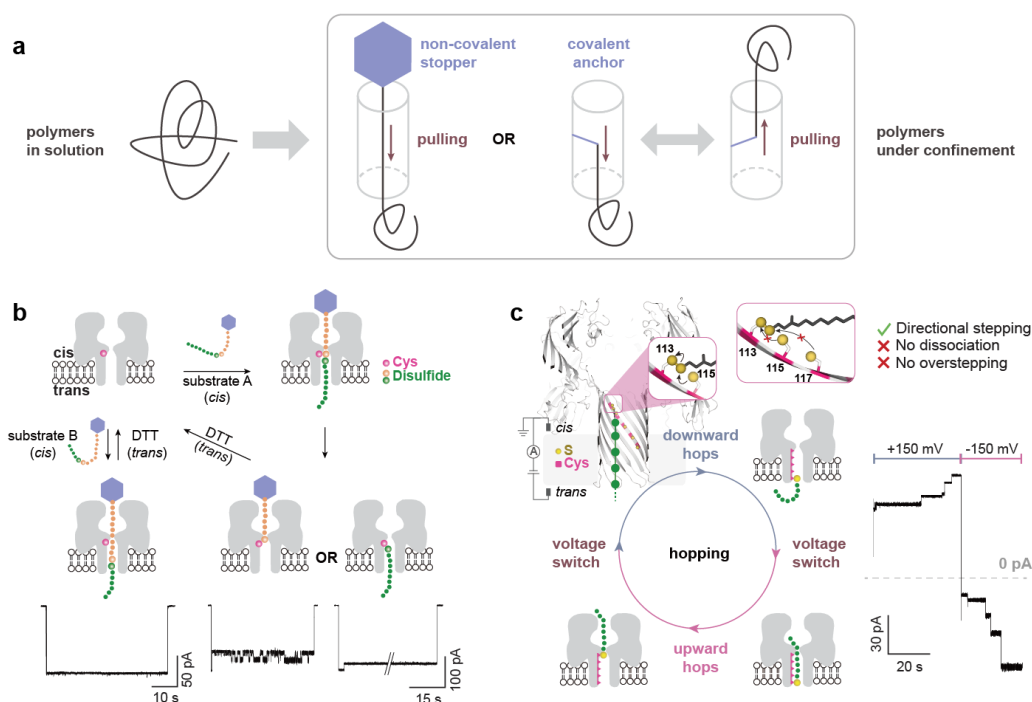 a
polymers
in solution
non-covalent
stopper
pulling
OR
covalent
anchor
pulling
pulling
polymers
under confinement
b
cis
trans
substrate A
(cis)
Cys
Disulfide
substrate B
(cis)
DTT
(trans)
DTT
(trans)
OR
50 pA
10 s
100 pA
15 s
c
113
115
113
115
117
Directional stepping
No dissociation
No overstepping
cis
A
trans
S
Cys
downward
hops
voltage
switch
hopping
voltage
switch
upward
hops
+150 mV
-150 mV
0 pA
30 pA
20 s